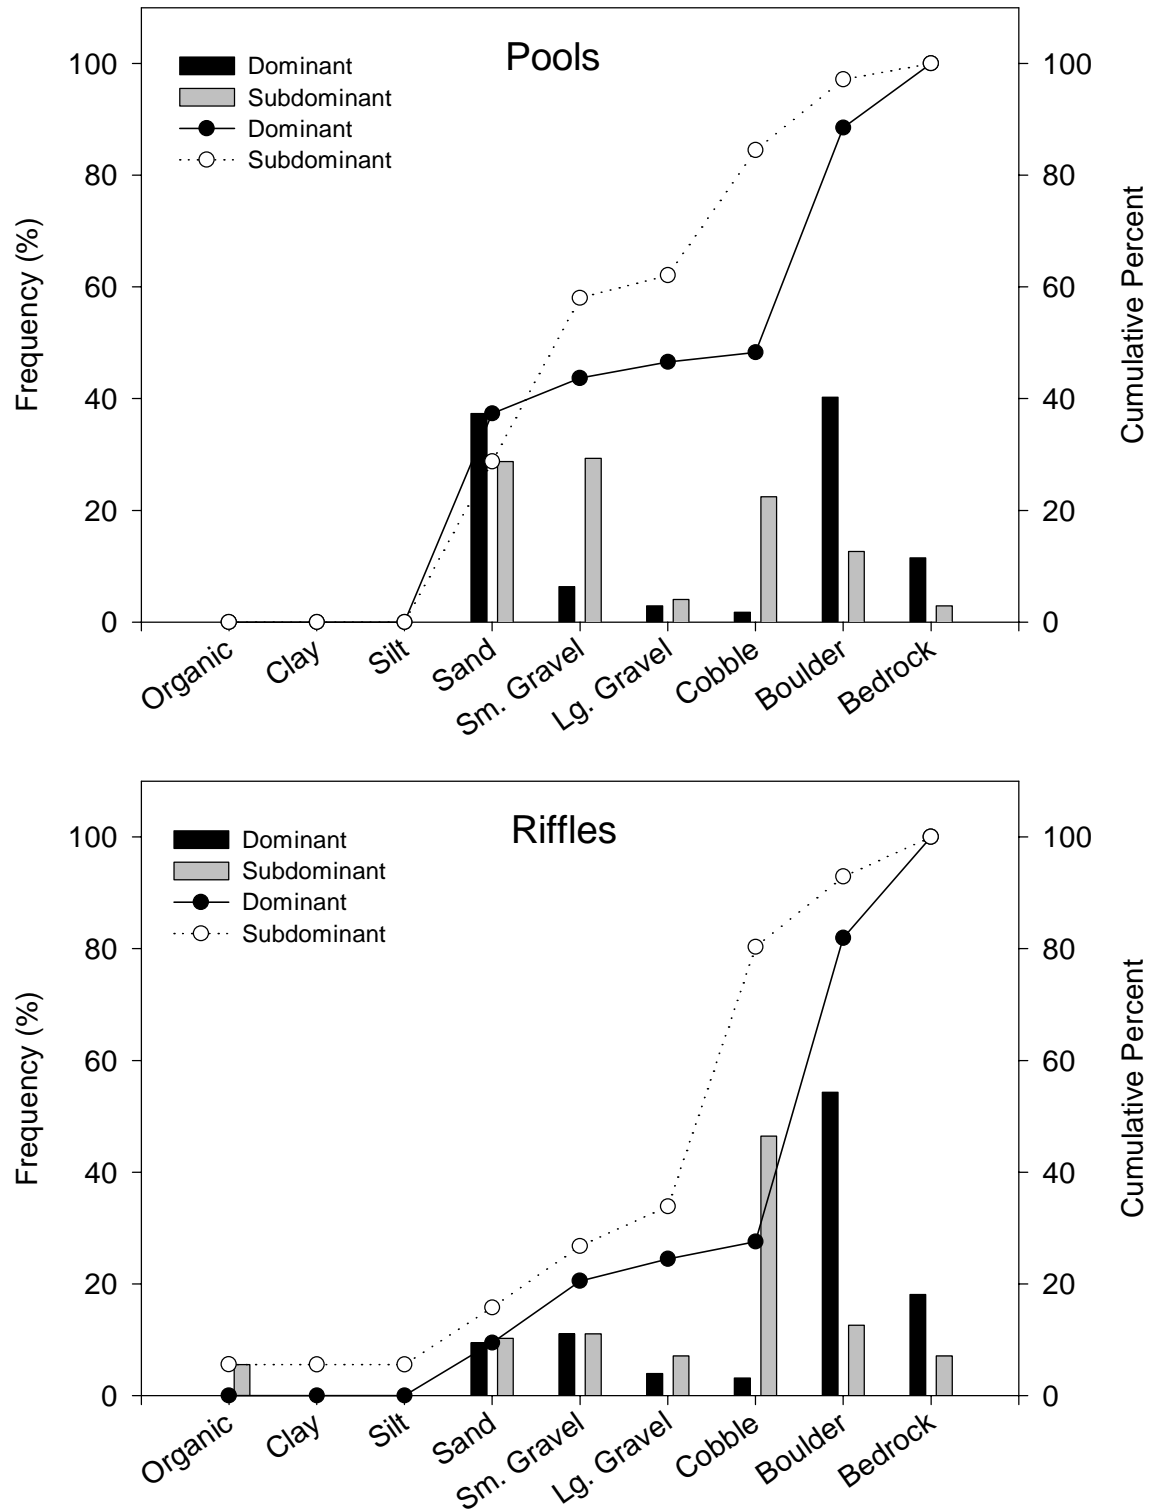 Pools
Dominant
Subdominant
Dominant
Subdominant
Frequency (%)
100
80
60
40
20
0
Cumulative Percent
100
80
60
40
20
0
Organic
Clay
Silt
Sand
Sm. Gravel
Lg. Gravel
Cobble
Boulder
Bedrock
Riffles
Dominant
Subdominant
Dominant
Subdominant
Frequency (%)
100
80
60
40
20
0
Cumulative Percent
100
80
60
40
20
0
Organic
Clay
Silt
Sand
Sm. Gravel
Lg. Gravel
Cobble
Boulder
Bedrock